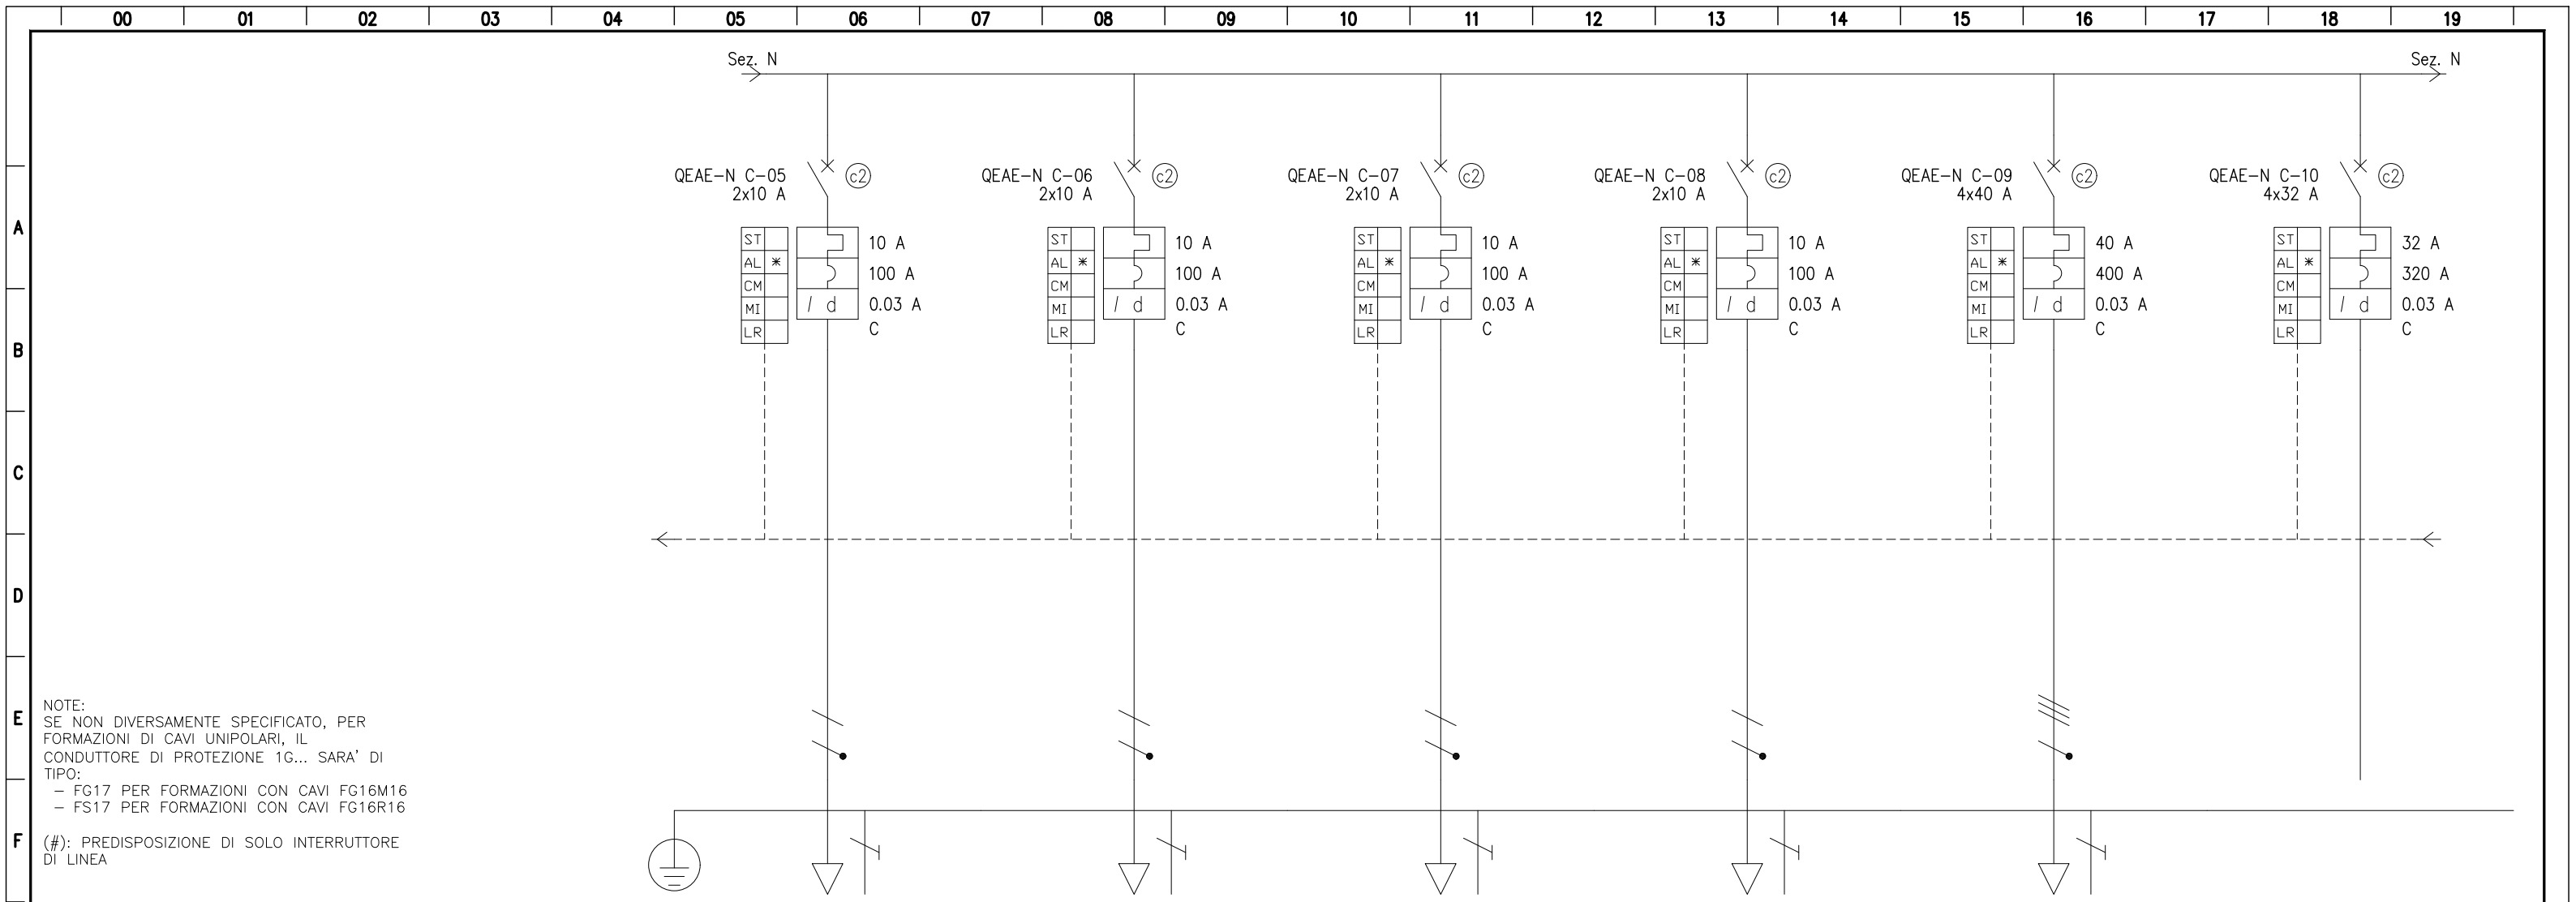 00 01 02 03 04 05 06 07 08 09 10 11 12 13 14 15 16 17 18 19
Sez. N Sez. N
QEAE-N C-05 c2 QEAE-N C-06 c2 QEAE-N C-07 c2 QEAE-N C-08 c2 QEAE-N C-09 c2 QEAE-N C-10 c2
2x10 A 2x10 A 2x10 A 2x10 A 4x40 A 4x32 A
A
ST 10 A ST 10 A ST 10 A ST 10 A ST 40 A ST 32 A
AL * 100 A AL * 100 A AL * 100 A AL * 100 A AL * 400 A AL * 320 A
CM CM CM CM CM CM
MI I d 0.03 A MI I d 0.03 A MI I d 0.03 A MI I d 0.03 A MI I d 0.03 A MI I d 0.03 A
LR C LR C LR C LR C LR C LR C
B
C
D
E
NOTE:
SE NON DIVERSAMENTE SPECIFICATO, PER
FORMAZIONI DI CAVI UNIPOLARI, IL
CONDUTTORE DI PROTEZIONE 1G... SARA' DI
TIPO:
- FG17 PER FORMAZIONI CON CAVI FG16M16
- FS17 PER FORMAZIONI CON CAVI FG16R16
F
(#): PREDISPOSIZIONE DI SOLO INTERRUTTORE
DI LINEA